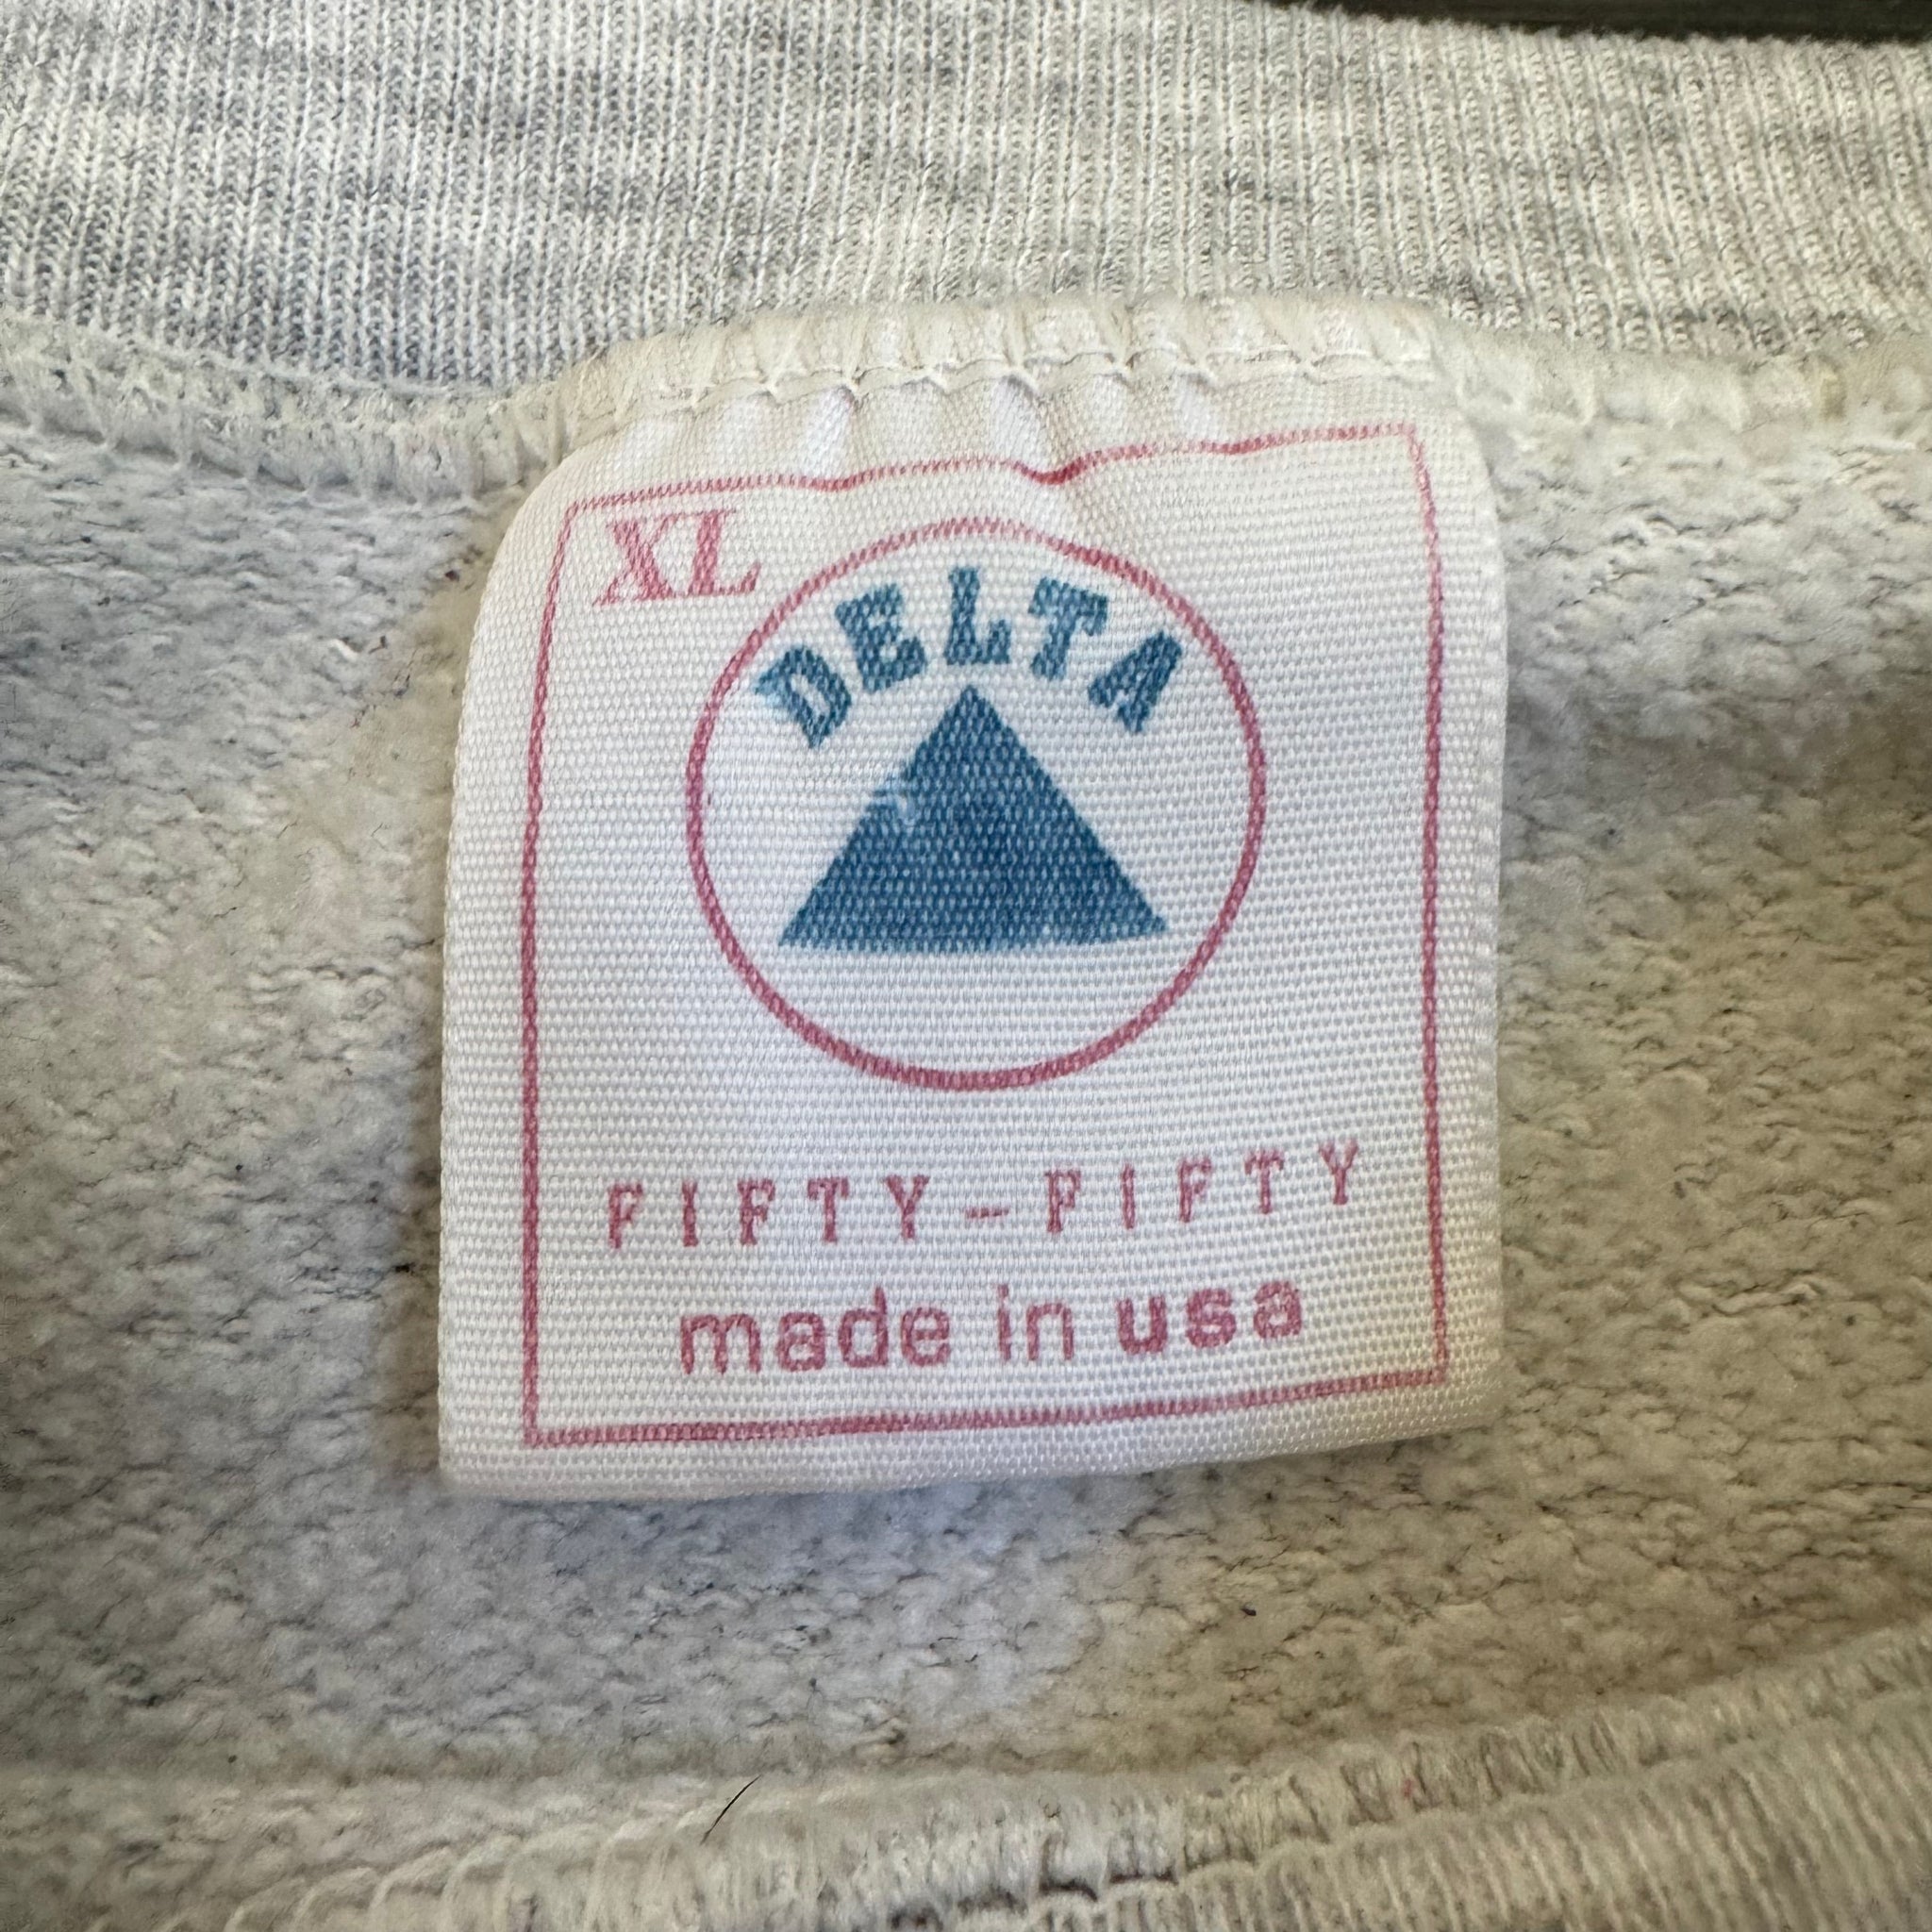 XL
DELTA
FIFTY-FIFTY
made in usa